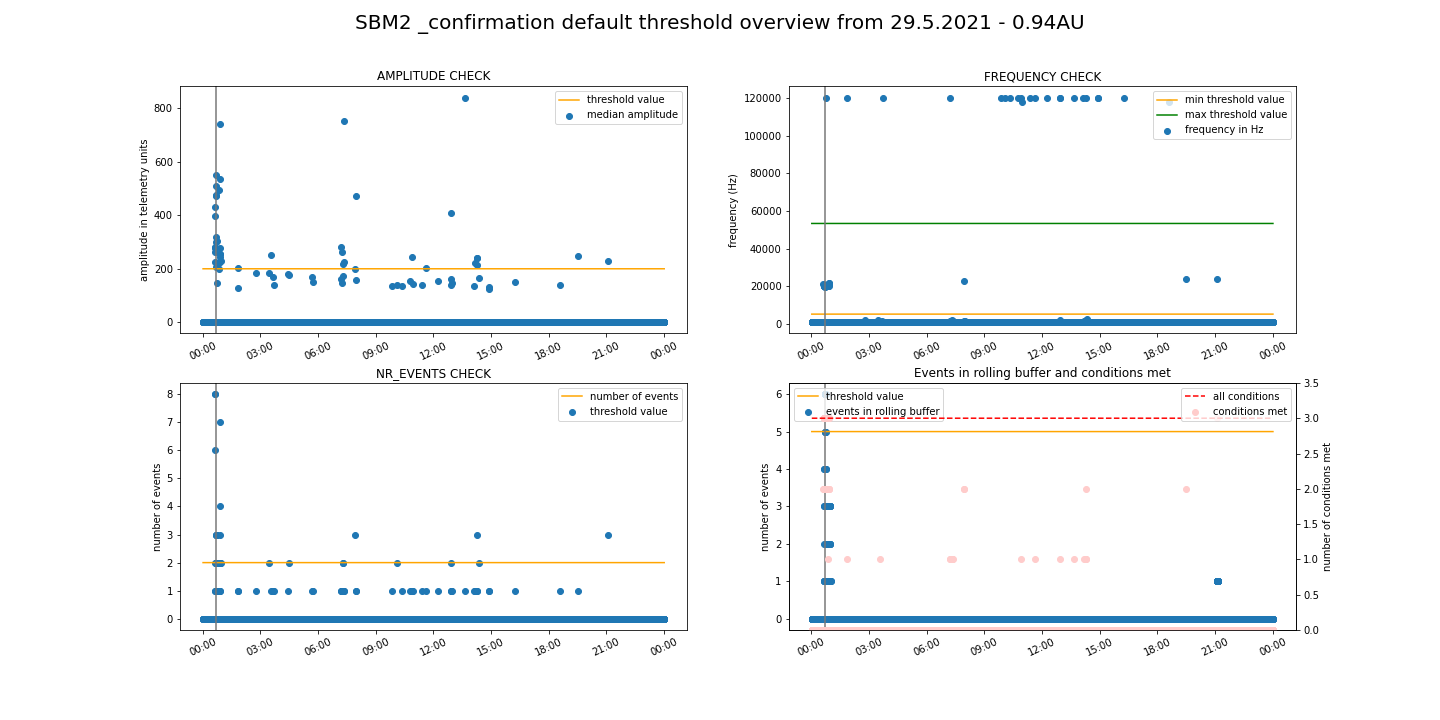 SBM2 _confirmation default threshold overview from 29.5.2021 - 0.94AU
AMPLITUDE CHECK
threshold value
median amplitude
amplitude in telemetry units
800
600
400
200
0
00:00 03:00 06:00 09:00 12:00 15:00 18:00 21:00 00:00
FREQUENCY CHECK
min threshold value
max threshold value
frequency in Hz
frequency (Hz)
120000
100000
80000
60000
40000
20000
0
00:00 03:00 06:00 09:00 12:00 15:00 18:00 21:00 00:00
NR_EVENTS CHECK
number of events
threshold value
number of events
8
7
6
5
4
3
2
1
0
00:00 03:00 06:00 09:00 12:00 15:00 18:00 21:00 00:00
Events in rolling buffer and conditions met
threshold value
events in rolling buffer
all conditions
conditions met
number of events
6
5
4
3
2
1
0
00:00 03:00 06:00 09:00 12:00 15:00 18:00 21:00 00:00
3.5
3.0
2.5
2.0
1.5
1.0
0.5
0.0
number of conditions met